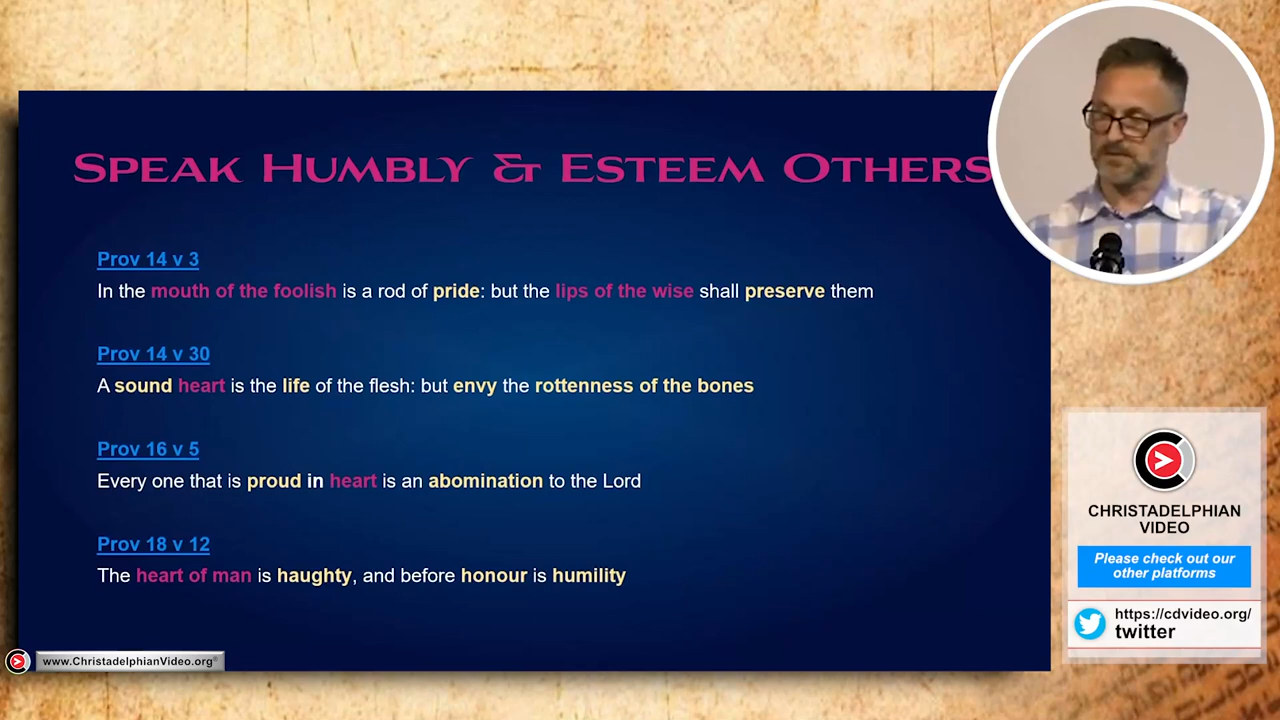 SPEAK HUMBLY & ESTEEM OTHERS
Prov 14 v 3
In the mouth of the foolish is a rod of pride: but the lips of the wise shall preserve them
Prov 14 v 30
A sound heart is the life of the flesh: but envy the rottenness of the bones
Prov 16 v 5
Every one that is proud in heart is an abomination to the Lord
Prov 18 v 12
The heart of man is haughty, and before honour is humility
CHRISTADELPHIAN
VIDEO
Please check out our
other platforms
https://cdvideo.org/
twitter
www.ChristadelphianVideo.org®